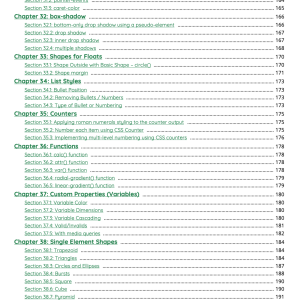 Section 31.2: pointer-events 164
Section 31.3: caret-color 165
Chapter 32: box-shadow 166
Section 32.1: bottom-only drop shadow using a pseudo-element 166
Section 32.2: drop shadow 167
Section 32.3: inner drop shadow 167
Section 32.4: multiple shadows 168
Chapter 33: Shapes for Floats 170
Section 33.1: Shape Outside with Basic Shape – circle() 170
Section 33.2: Shape margin 171
Chapter 34: List Styles 173
Section 34.1: Bullet Position 173
Section 34.2: Removing Bullets / Numbers 173
Section 34.3: Type of Bullet or Numbering 173
Chapter 35: Counters 175
Section 35.1: Applying roman numerals styling to the counter output 175
Section 35.2: Number each item using CSS Counter 175
Section 35.3: Implementing multi-level numbering using CSS counters 176
Chapter 36: Functions 178
Section 36.1: calc() function 178
Section 36.2: attr() function 178
Section 36.3: var() function 178
Section 36.4: radial-gradient() function 179
Section 36.5: linear-gradient() function 179
Chapter 37: Custom Properties (Variables) 180
Section 37.1: Variable Color 180
Section 37.2: Variable Dimensions 180
Section 37.3: Variable Cascading 180
Section 37.4: Valid/Invalids 181
Section 37.5: With media queries 182
Chapter 38: Single Element Shapes 184
Section 38.1: Trapezoid 184
Section 38.2: Triangles 184
Section 38.3: Circles and Ellipses 187
Section 38.4: Bursts 188
Section 38.5: Square 190
Section 38.6: Cube 190
Section 38.7: Pyramid 191